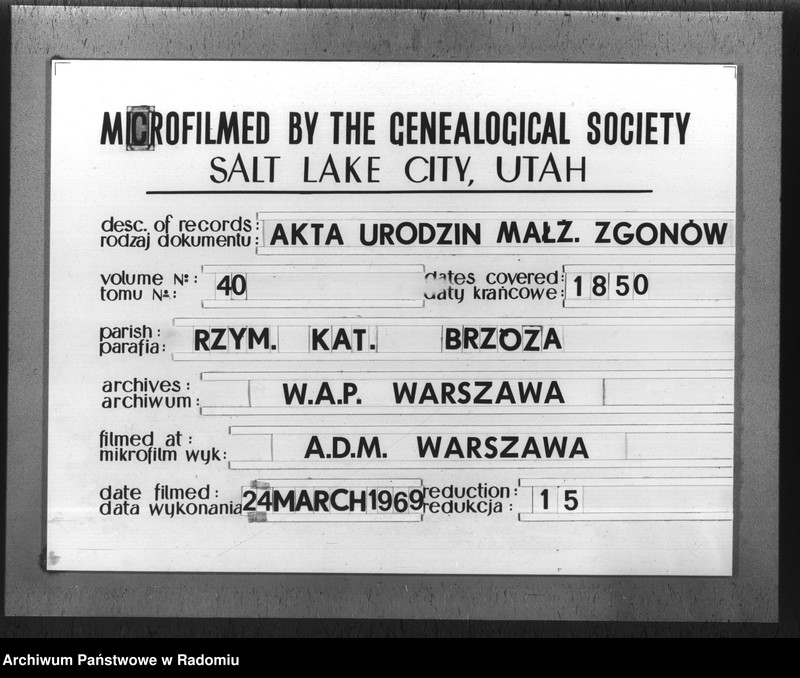 MICROFILMED BY THE GENEALOGICAL SOCIETY
SALT LAKE CITY, UTAH
desc. of records:
rodzaj dokumentu: AKTA URODZIN MAŁŻ. ZGONÓW
volume №: 40 dates covered: 1850
tomu №: daty krańcowe:
parish: RZYM. KAT. BRZOZA
parafia:
archives: W.A.P. WARSZAWA
archiwum:
filmed at: A.D.M. WARSZAWA
mikrofilm wyk:
date filmed: 24 MARCH 1969 reduction: 15
data wykonania redukcja:
Archiwum Państwowe w Radomiu